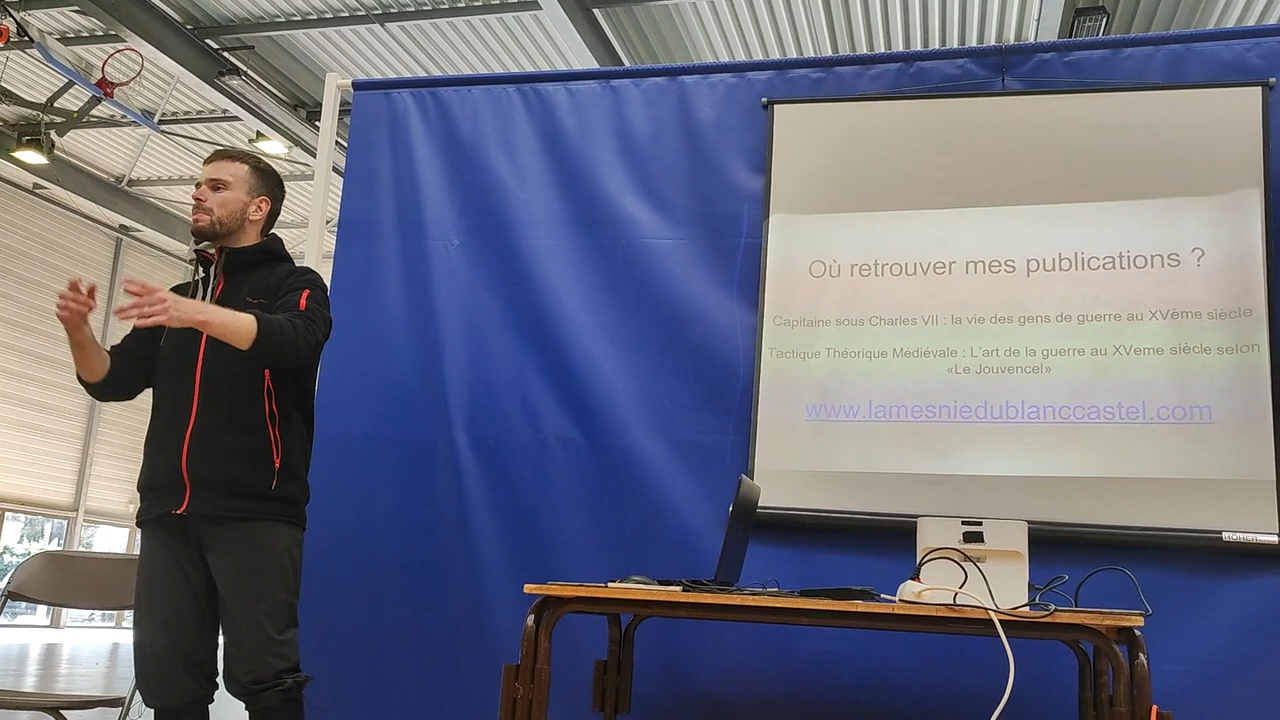 Où retrouver mes publications ?
Capitaine sous Charles VII : la vie des gens de guerre au XVème siècle
Tactique Théorique Médiévale : L'art de la guerre au XVeme siècle selon
«Le Jouvencel»
www.lamesniedublanccastel.com